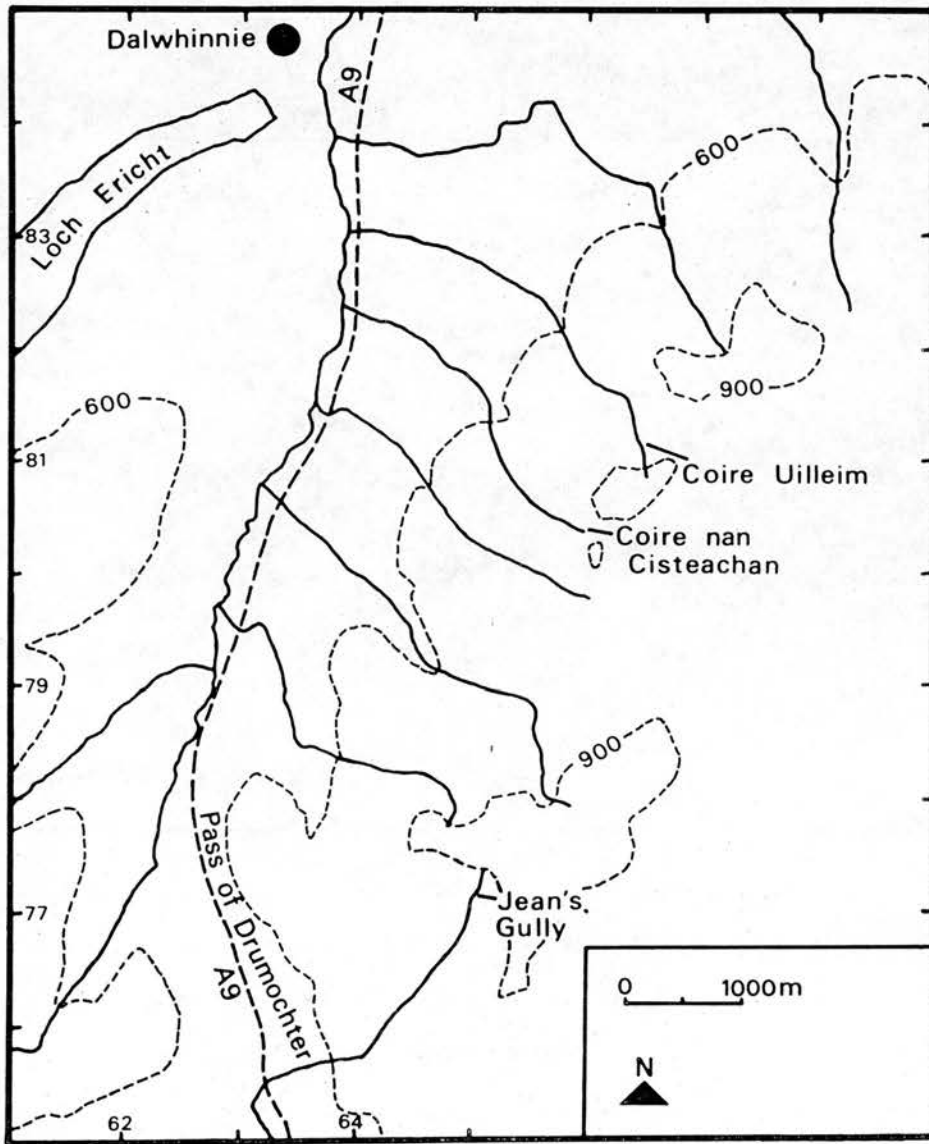 Dalwhinnie
A9
Loch Ericht
600
83
900
600
81
Coire Uilleim
Coire nan
Cisteachan
79
900
Pass of Drumochter
Jean's
Gully
77
A9
0
1000m
N
62
64